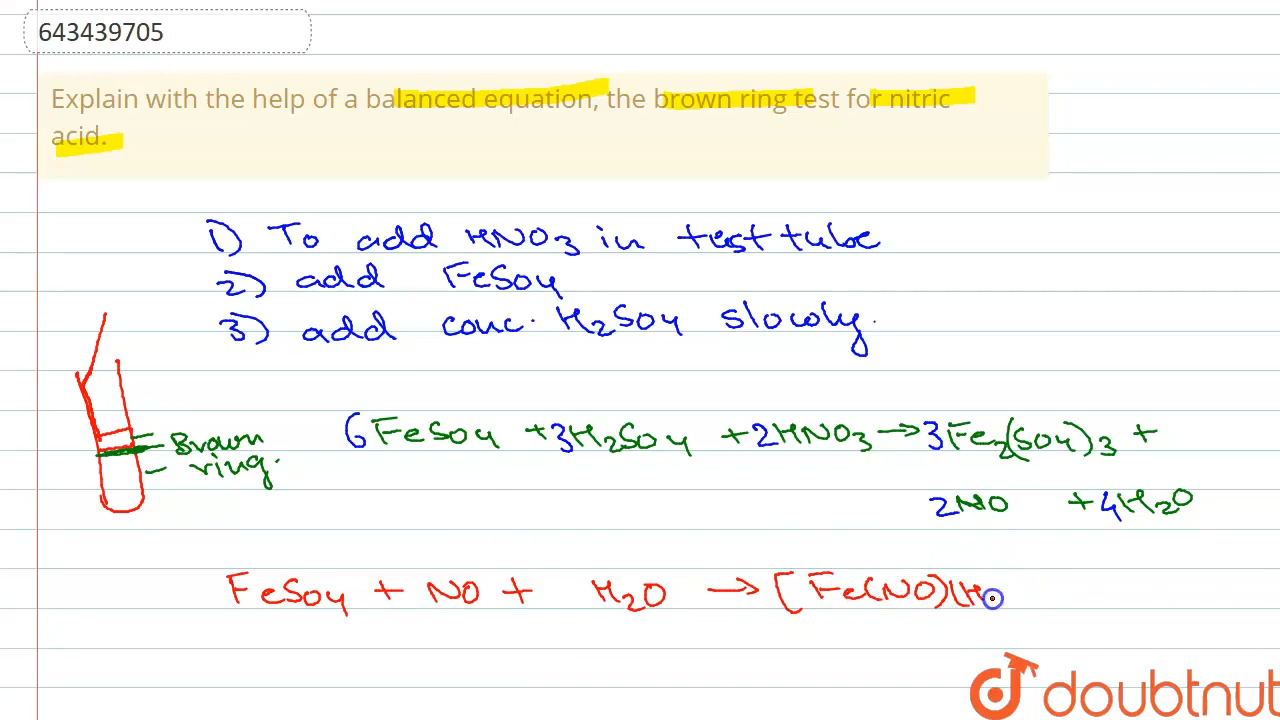 643439705
Explain with the help of a balanced equation, the brown ring test for nitric
acid.
1) To add HNO3 in test tube
2) add FeSO4
3) add conc. H2SO4 slowly.
Brown
ring.
6FeSO4 + 3H2SO4 + 2HNO3 → 3Fe2(SO4)3 +
2NO + 4H2O
FeSO4 + NO + H2O → [Fe(NO)(H
doubtnut